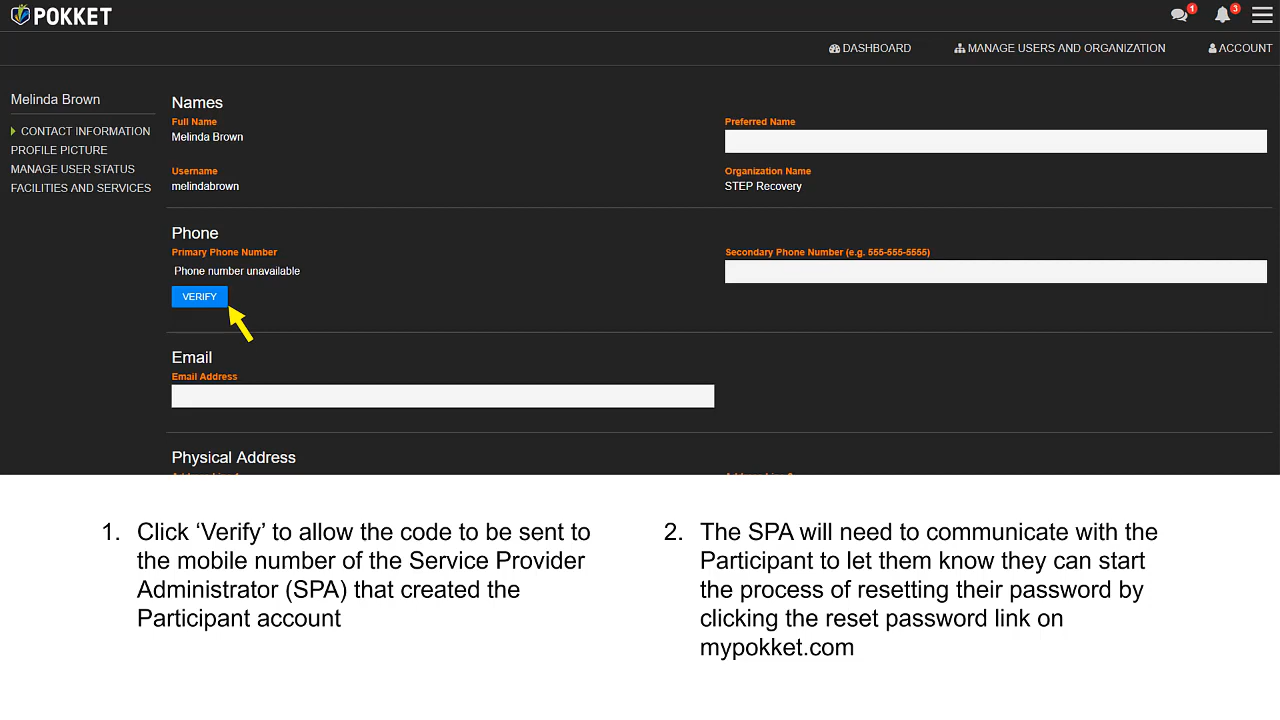 POKKET
1
3
DASHBOARD
MANAGE USERS AND ORGANIZATION
ACCOUNT
Melinda Brown
CONTACT INFORMATION
PROFILE PICTURE
MANAGE USER STATUS
FACILITIES AND SERVICES
Names
Full Name
Melinda Brown
Preferred Name
Username
melindabrown
Organization Name
STEP Recovery
Phone
Primary Phone Number
Phone number unavailable
VERIFY
Secondary Phone Number (e.g. 555-555-5555)
Email
Email Address
Physical Address
1. Click ‘Verify’ to allow the code to be sent to
the mobile number of the Service Provider
Administrator (SPA) that created the
Participant account
2. The SPA will need to communicate with the
Participant to let them know they can start
the process of resetting their password by
clicking the reset password link on
mypokket.com